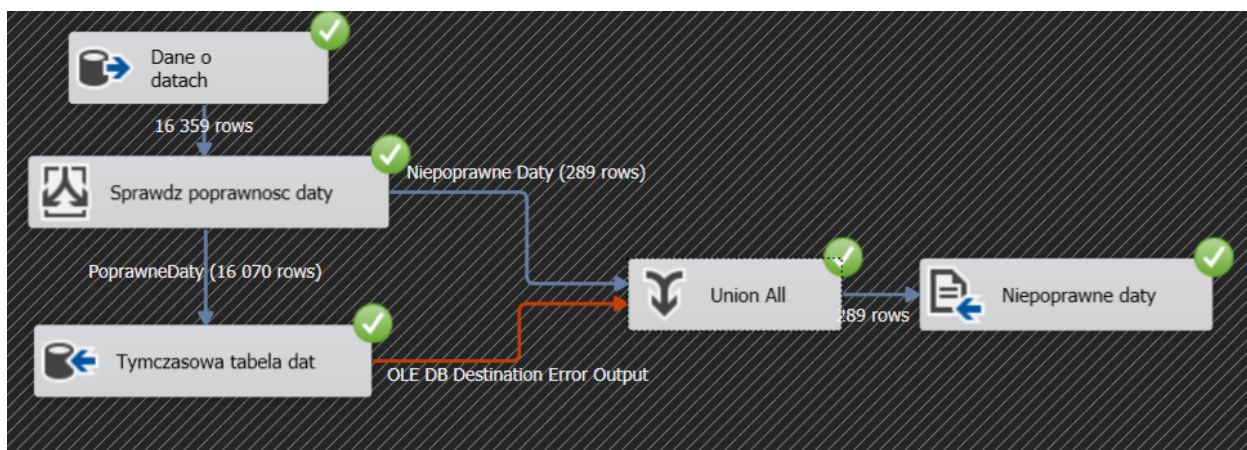 Dane o
datach
16 359 rows
Sprawdz poprawnosc daty
Niepoprawne Daty (289 rows)
PoprawneDaty (16 070 rows)
Union All
289 rows
Niepoprawne daty
Tymczasowa tabela dat
OLE DB Destination Error Output